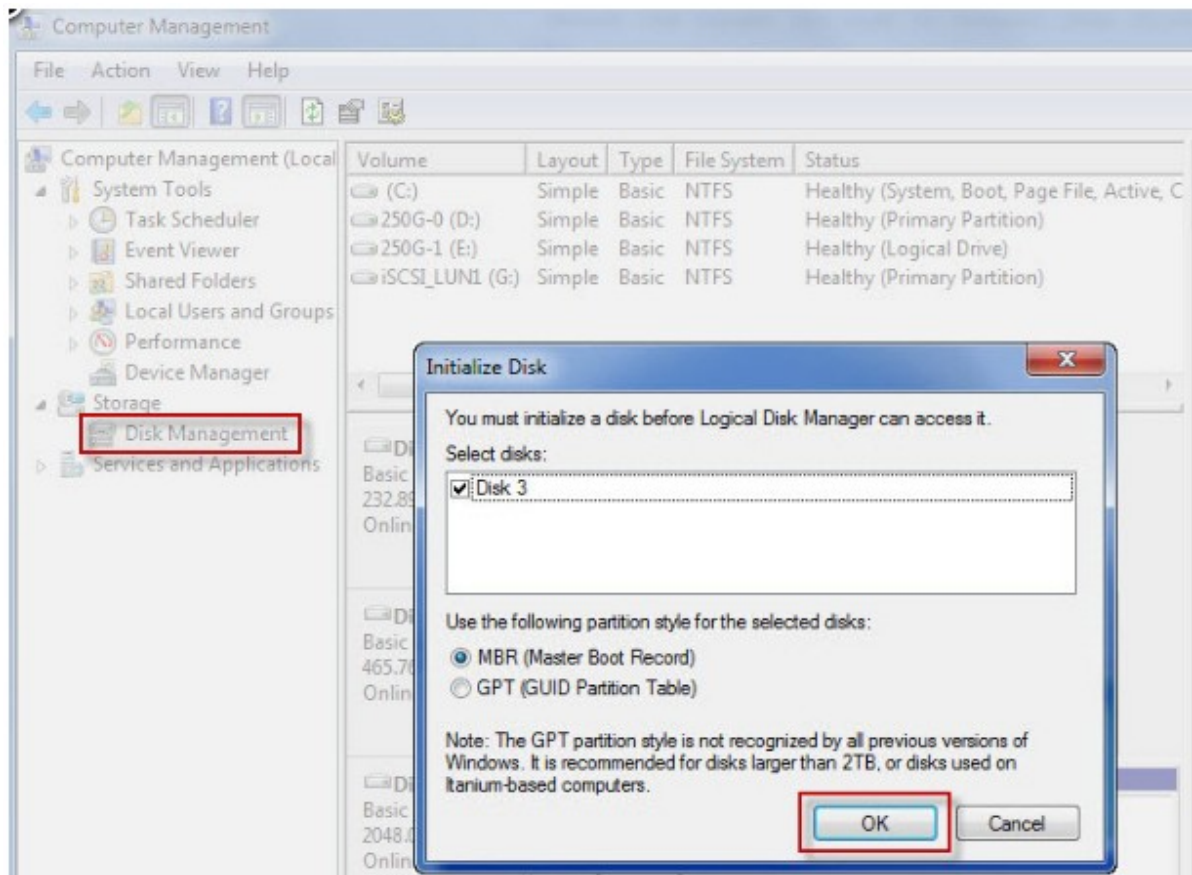 Computer Management
File Action View Help
Computer Management (Local
System Tools
Task Scheduler
Event Viewer
Shared Folders
Local Users and Groups
Performance
Device Manager
Storage
Disk Management
Services and Applications
Volume Layout Type File System Status
(C:) Simple Basic NTFS Healthy (System, Boot, Page File, Active, C
250G-0 (D:) Simple Basic NTFS Healthy (Primary Partition)
250G-1 (E:) Simple Basic NTFS Healthy (Logical Drive)
iSCSI_LUN1 (G:) Simple Basic NTFS Healthy (Primary Partition)
Di
Basic
232.89
Onlin
Di
Basic
465.76
Onlin
Di
Basic
2048.0
Onlin
Initialize Disk
You must initialize a disk before Logical Disk Manager can access it.
Select disks:
Disk 3
Use the following partition style for the selected disks:
MBR (Master Boot Record)
GPT (GUID Partition Table)
Note: The GPT partition style is not recognized by all previous versions of
Windows. It is recommended for disks larger than 2TB, or disks used on
Itanium-based computers.
OK Cancel